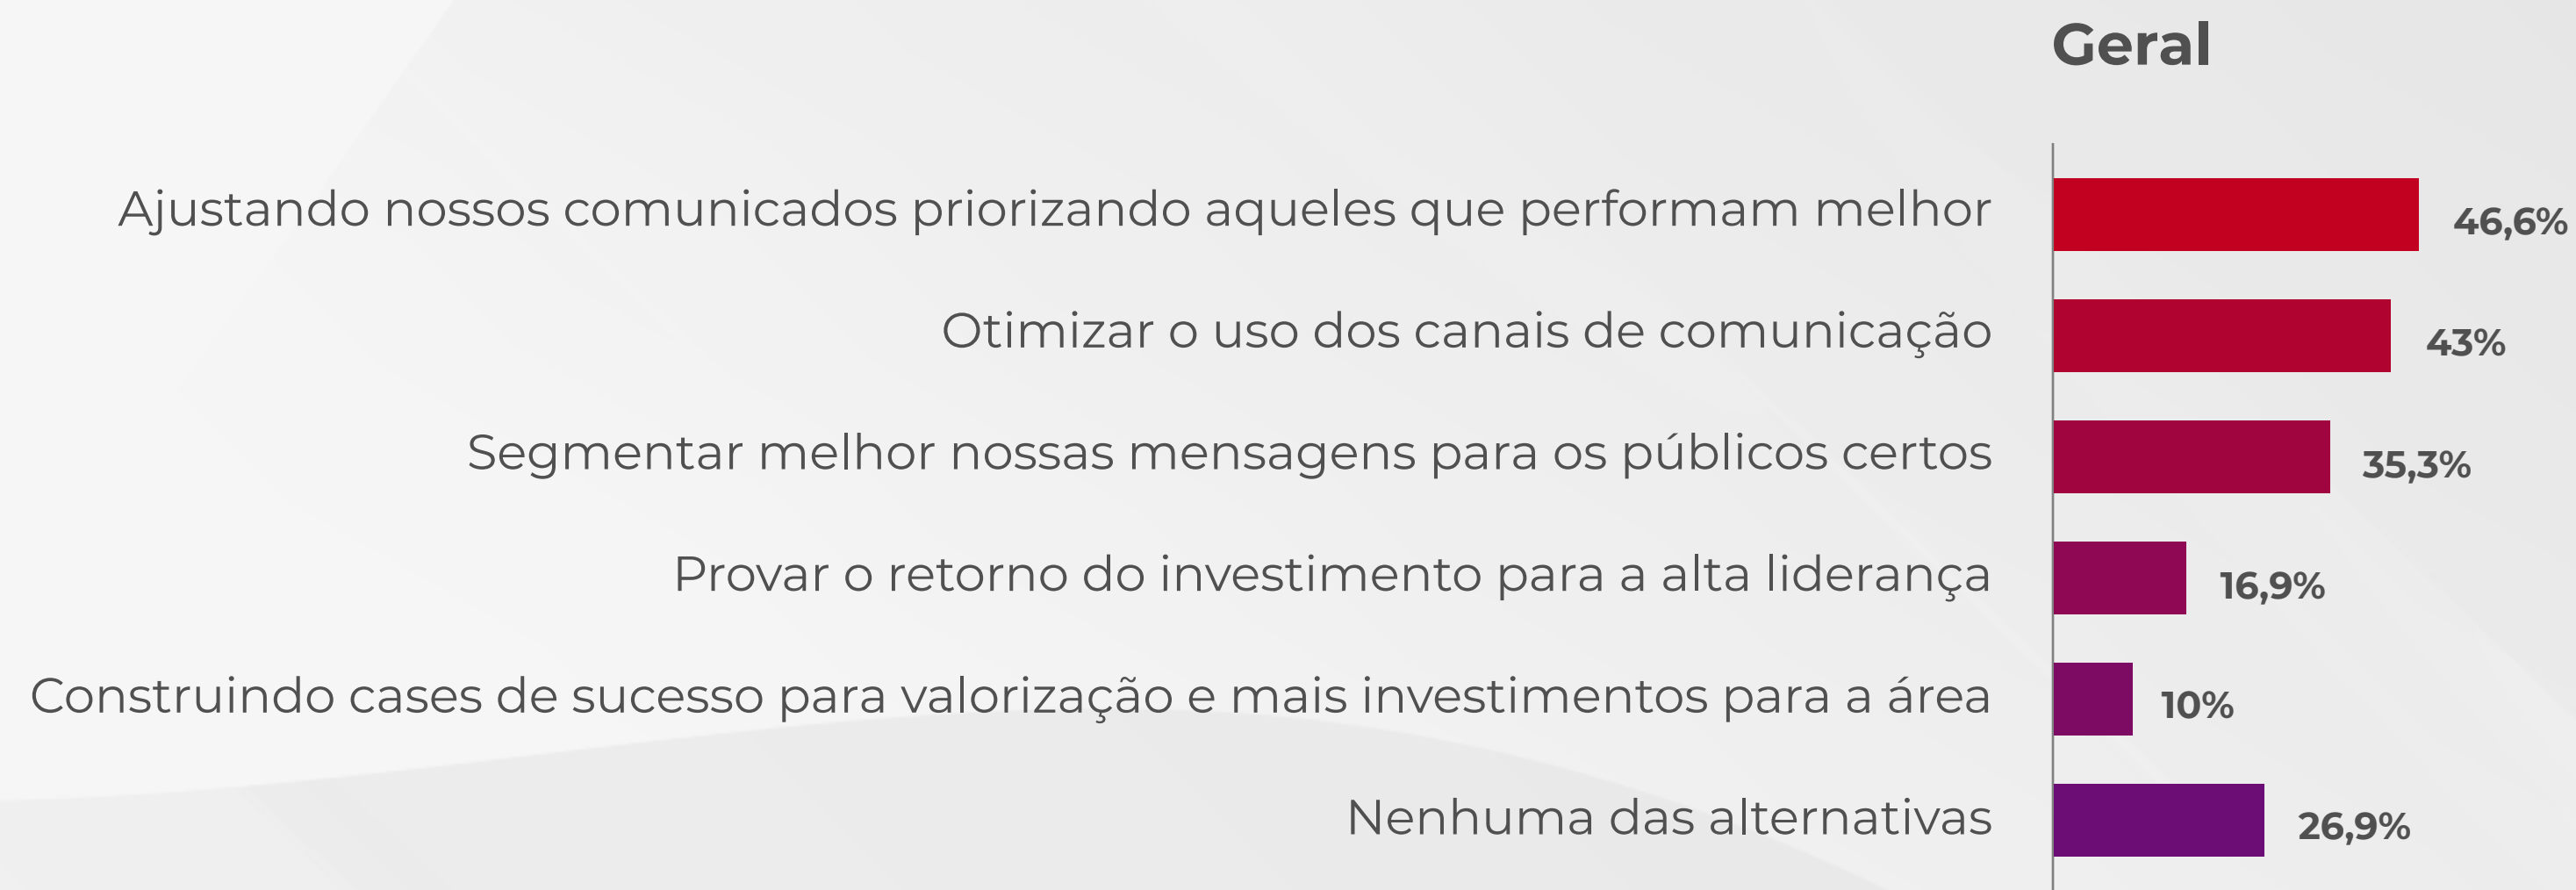 Geral
Ajustando nossos comunicados priorizando aqueles que performam melhor 46,6%
Otimizar o uso dos canais de comunicação 43%
Segmentar melhor nossas mensagens para os públicos certos 35,3%
Provar o retorno do investimento para a alta liderança 16,9%
Construindo cases de sucesso para valorização e mais investimentos para a área 10%
Nenhuma das alternativas 26,9%